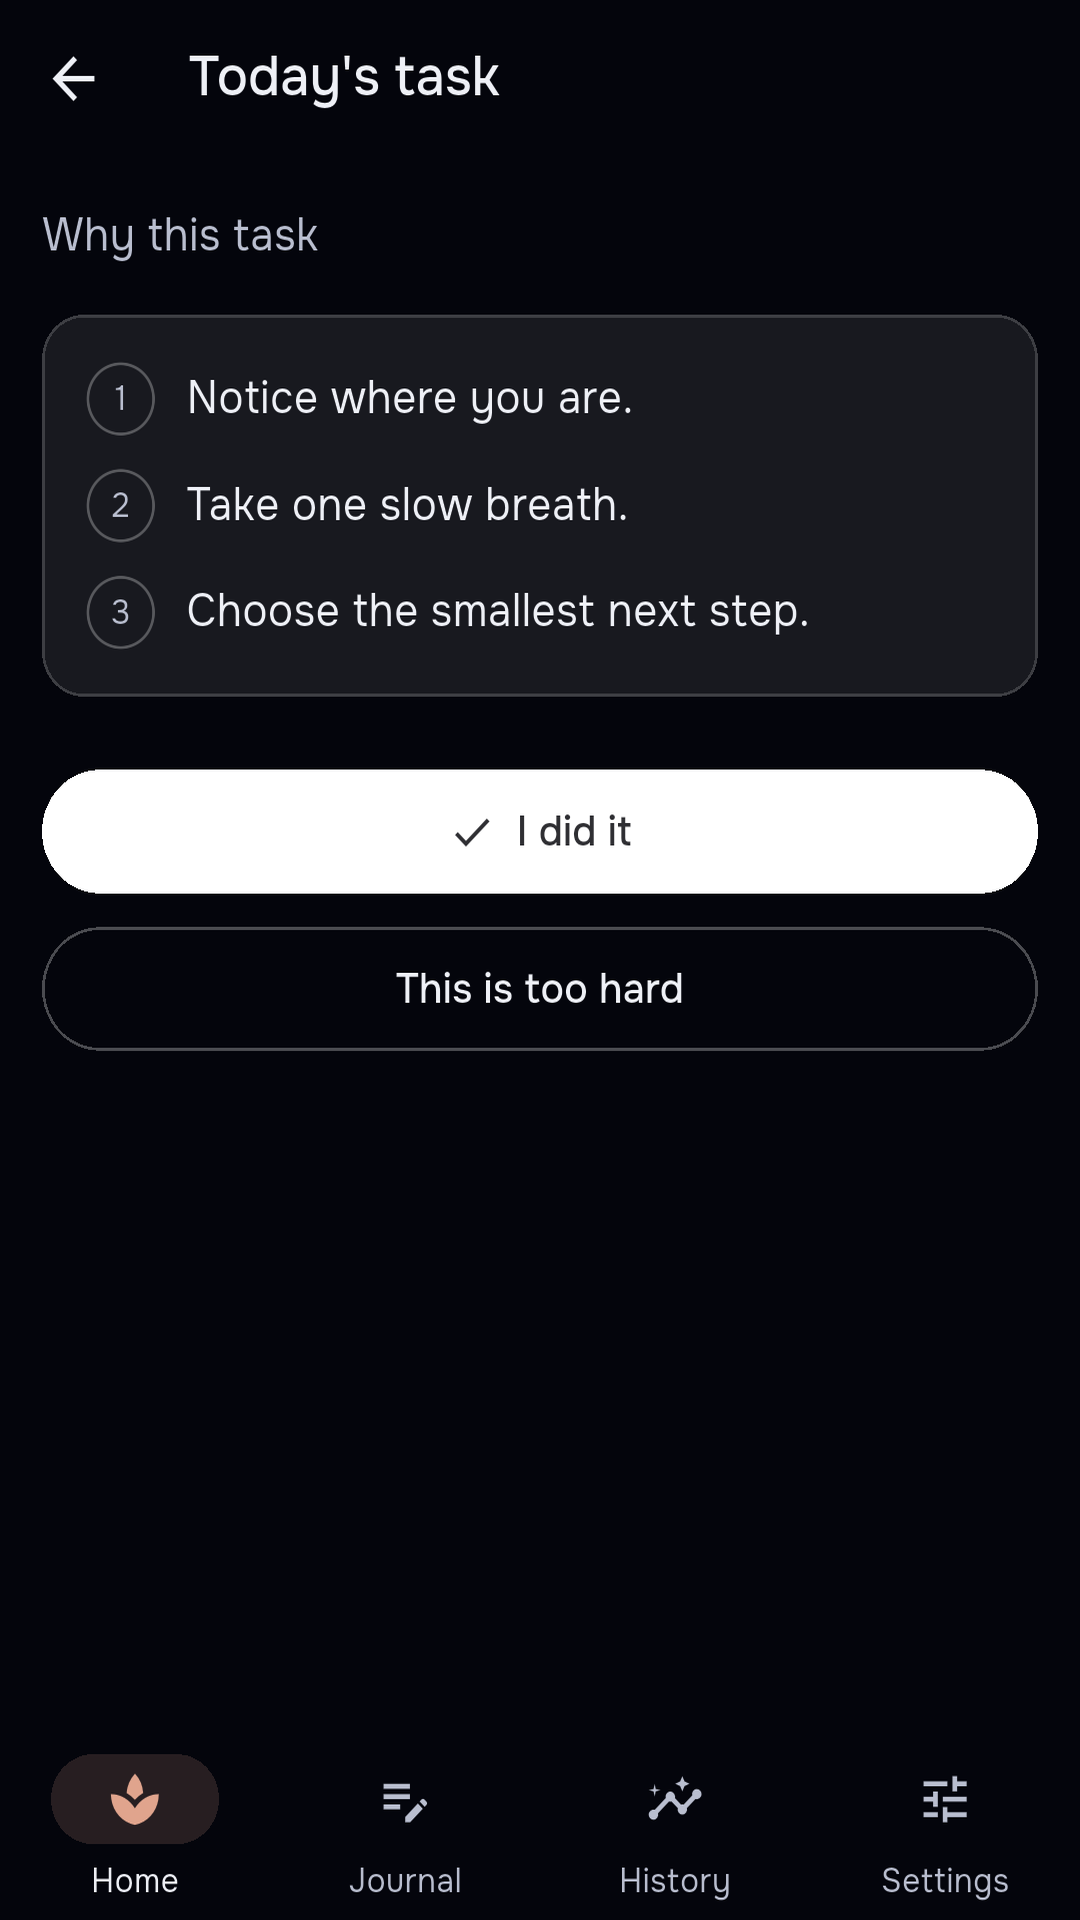 Today's task
Why this task
1 Notice where you are.
2 Take one slow breath.
3 Choose the smallest next step.
I did it
This is too hard
Home Journal History Settings